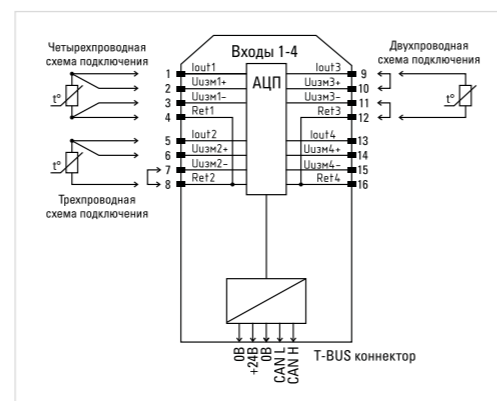 Четырехпроводная
схема подключения
Входы 1-4
Двухпроводная
схема подключения
АЦП
1 Iout1
2 Uизм1+
3 Uизм1-
4 Ret1
5 Iout2
6 Uизм2+
7 Uизм2-
8 Ret2
Iout3 9
Uизм3+ 10
Uизм3- 11
Ret3 12
Iout4 13
Uизм4+ 14
Uизм4- 15
Ret4 16
t°
t°
t°
Трехпроводная
схема подключения
0В
+24В
0В
CAN L
CAN H
T-BUS коннектор